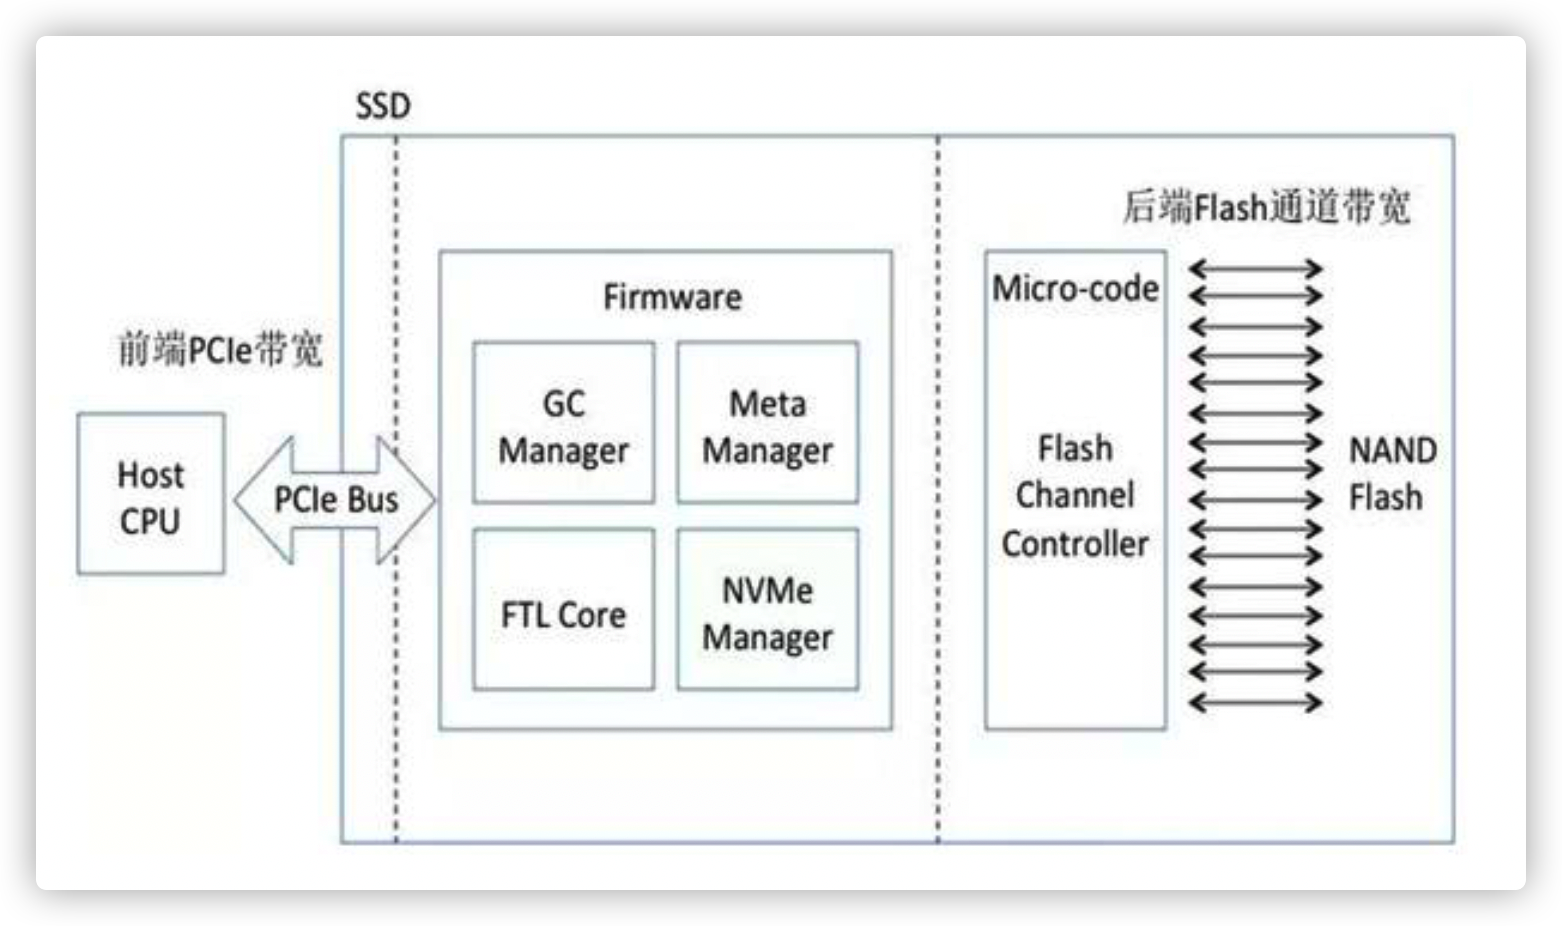 SSD
后端Flash通道带宽
Firmware
Micro-code
前端PCIe带宽
GC
Manager
Meta
Manager
Host
CPU
PCIe Bus
Flash
Channel
Controller
NAND
Flash
FTL Core
NVMe
Manager